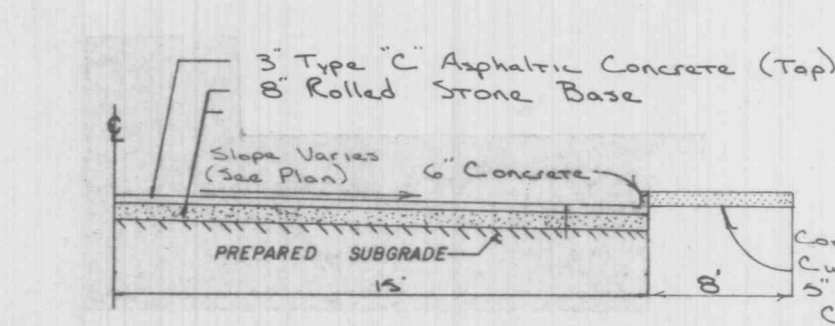 3" Type "C" Asphaltic Concrete (Top)
8" Rolled Stone Base
℄
Slope Varies
(See Plan)
6" Concrete
PREPARED SUBGRADE
15'
8'
5"